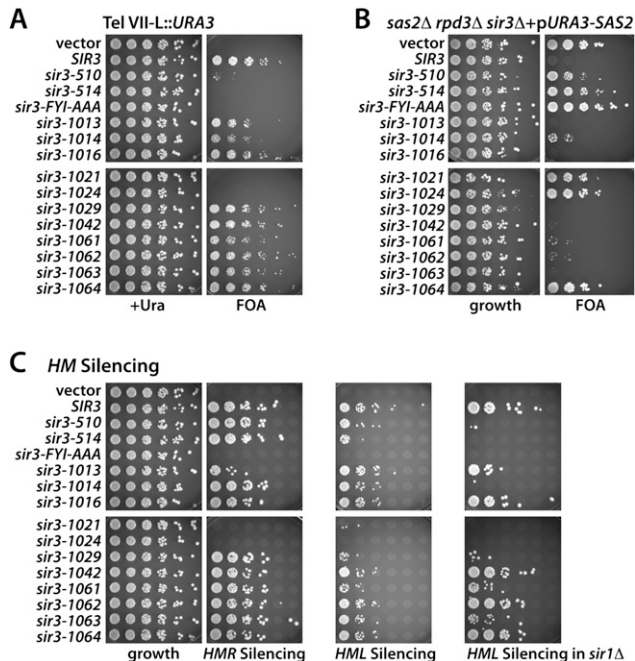 A
Tel VII-L::URA3
vector
SIR3
sir3-510
sir3-514
sir3-FYI-AAA
sir3-1013
sir3-1014
sir3-1016
sir3-1021
sir3-1024
sir3-1029
sir3-1042
sir3-1061
sir3-1062
sir3-1063
sir3-1064
+Ura FOA
B
sas2Δ rpd3Δ sir3Δ+pURA3-SAS2
vector
SIR3
sir3-510
sir3-514
sir3-FYI-AAA
sir3-1013
sir3-1014
sir3-1016
sir3-1021
sir3-1024
sir3-1029
sir3-1042
sir3-1061
sir3-1062
sir3-1063
sir3-1064
growth FOA
C
HM Silencing
vector
SIR3
sir3-510
sir3-514
sir3-FYI-AAA
sir3-1013
sir3-1014
sir3-1016
sir3-1021
sir3-1024
sir3-1029
sir3-1042
sir3-1061
sir3-1062
sir3-1063
sir3-1064
growth HMR Silencing HML Silencing HML Silencing in sir1Δ